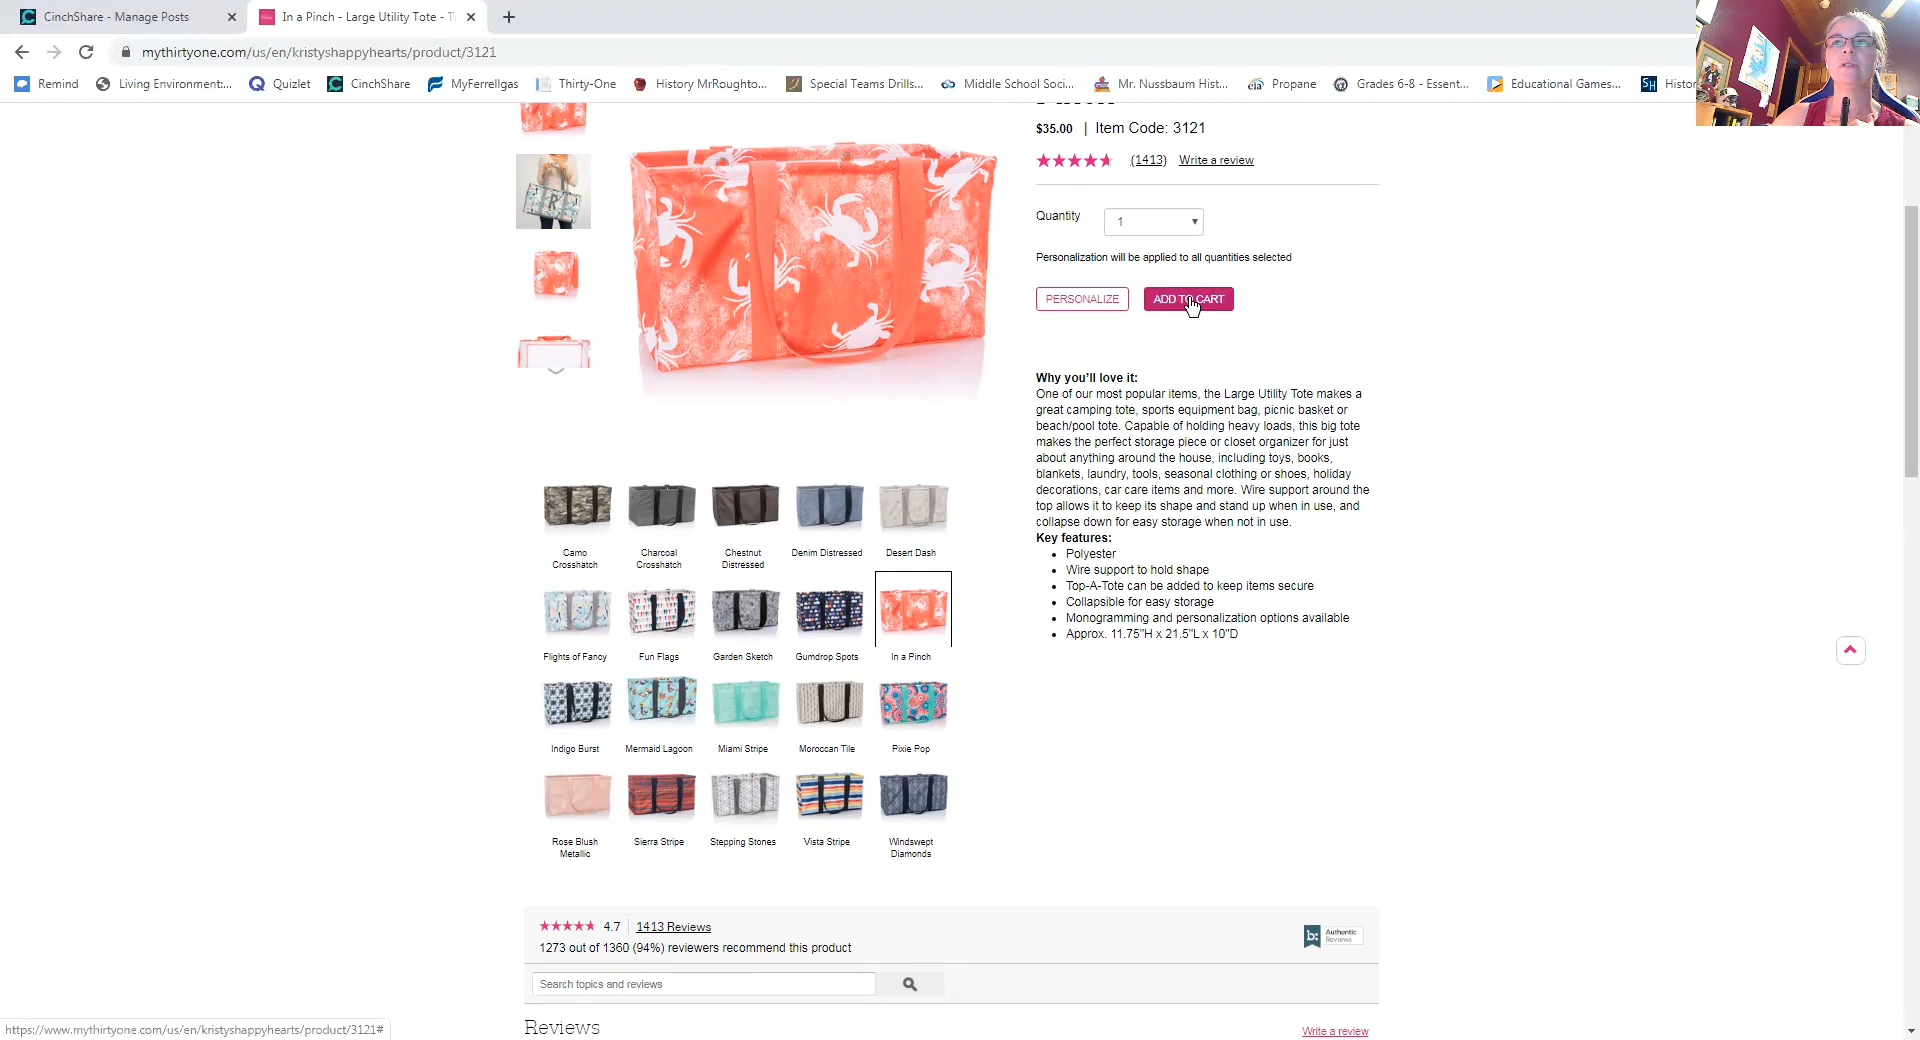 CinchShare - Manage Posts
In a Pinch - Large Utility Tote - T
mythirtyone.com/us/en/kristyshappyhearts/product/3121
Remind
Living Environment:...
Quizlet
CinchShare
MyFerrellgas
Thirty-One
History MrRoughto...
Special Teams Drills...
Middle School Soci...
Mr. Nussbaum Hist...
eia Propane
Grades 6-8 - Essent...
Educational Games...
SH Histor
$35.00 | Item Code: 3121
(1413) Write a review
Quantity 1
Personalization will be applied to all quantities selected
PERSONALIZE ADD TO CART
Why you'll love it:
One of our most popular items, the Large Utility Tote makes a
great camping tote, sports equipment bag, picnic basket or
beach/pool tote. Capable of holding heavy loads, this big tote
makes the perfect storage piece or closet organizer for just
about anything around the house, including toys, books,
blankets, laundry, tools, seasonal clothing or shoes, holiday
decorations, car care items and more. Wire support around the
top allows it to keep its shape and stand up when in use, and
collapse down for easy storage when not in use.
Key features:
• Polyester
• Wire support to hold shape
• Top-A-Tote can be added to keep items secure
• Collapsible for easy storage
• Monogramming and personalization options available
• Approx. 11.75"H x 21.5"L x 10"D
R
Camo
Crosshatch
Charcoal
Crosshatch
Chestnut
Distressed
Denim Distressed
Desert Dash
Flights of Fancy
Fun Flags
Garden Sketch
Gumdrop Spots
In a Pinch
Indigo Burst
Mermaid Lagoon
Miami Stripe
Moroccan Tile
Pixie Pop
Rose Blush
Metallic
Sierra Stripe
Stepping Stones
Vista Stripe
Windswept
Diamonds
4.7 1413 Reviews
1273 out of 1360 (94%) reviewers recommend this product
b: Authentic
Reviews
Search topics and reviews
Reviews
Write a review
https://www.mythirtyone.com/us/en/kristyshappyhearts/product/3121#